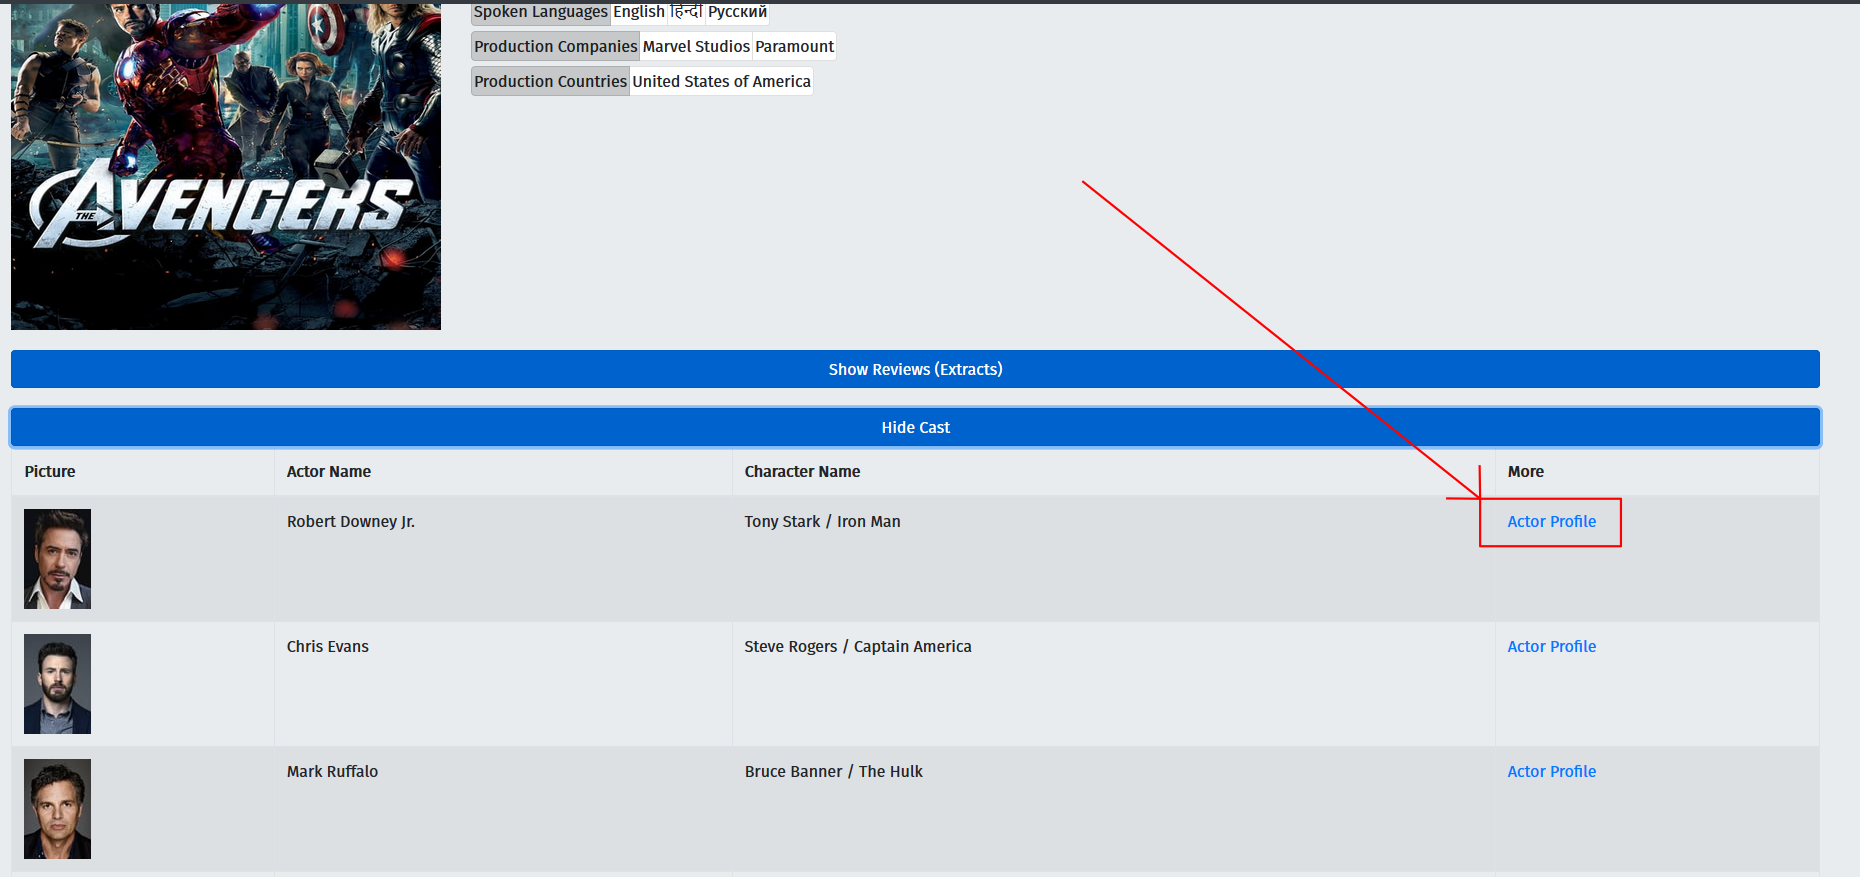 Spoken Languages English हिन्दी Русский
Production Companies Marvel Studios Paramount
Production Countries United States of America
THE AVENGERS
Show Reviews (Extracts)
Hide Cast
Picture Actor Name Character Name More
Robert Downey Jr. Tony Stark / Iron Man Actor Profile
Chris Evans Steve Rogers / Captain America Actor Profile
Mark Ruffalo Bruce Banner / The Hulk Actor Profile